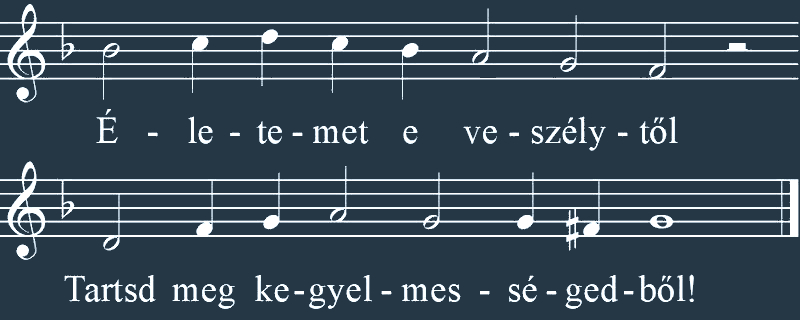 É - le - te - met e ve - szély - től
Tartsd meg ke - gyel - mes - sé - ged - ből!